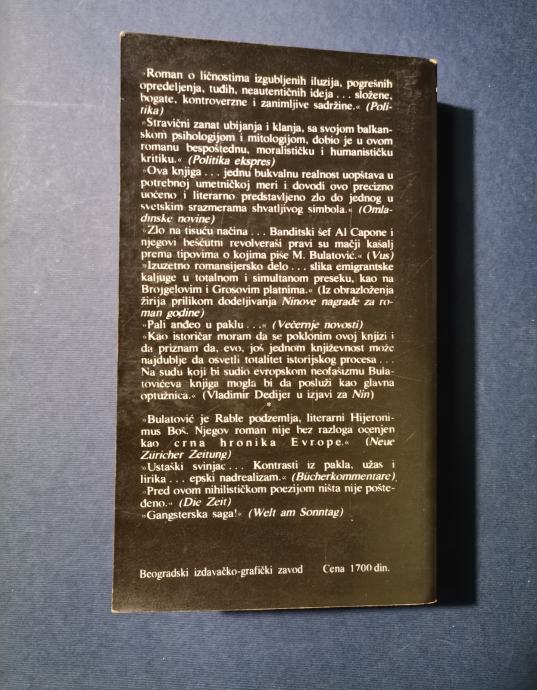 »Roman o ličnostima izgubljenih iluzija, pogrešnih
opredeljenja, tuđih, neautentičnih ideja . . . složene,
bogate, kontroverzne i zanimljive sadržine.« (Poli-
tika)
»Stravični zanat ubijanja i klanja, sa svojom balkan-
skom psihologijom i mitologijom, dobio je u ovom
romanu bespoštednu, moralističku i humanističku
kritiku.« (Politika ekspres)
»Ova knjiga . . . jednu bukvalnu realnost uopštava u
potrebnoj umetničkoj meri i dovodi ovo precizno
uočeno i literarno predstavljeno zlo do jednog u
svetskim srazmerama shvatljivog simbola.« (Omla-
dinske novine)
»Zlo na tisuću načina . . . Banditski šef Al Capone i
njegovi bešćutni revolveraši pravi su mačji kašalj
prema tipovima o kojima piše M. Bulatović.« (Vus)
»Izuzetno romansijersko delo . . . slika emigrantske
kaljuge u totalnom i simultanom preseku, kao na
Brojgelovim i Grosovim platnima.« (Iz obrazloženja
žirija prilikom dodeljivanja Ninove nagrade za ro-
man godine)
»Pali anđeo u paklu . . .« (Večernje novosti)
»Kao istoričar moram da se poklonim ovoj knjizi i
da priznam da, evo, još jednom književnost može
najdublje da osvetli totalitet istorijskog procesa . . .
Na sudu koji bi sudio evropskom neofašizmu Bula-
tovićeva knjiga mogla bi da posluži kao glavna
optužnica.« (Vladimir Dedijer u izjavi za Nin)
*
»Bulatović je Rable podzemlja, literarni Hijeroni-
mus Boš. Njegov roman nije bez razloga ocenjen
kao crna hronika Evrope.« (Neue
Züricher Zeitung)
»Ustaški svinjac . . . Kontrasti iz pakla, užas i
lirika . . . epski nadrealizam.« (Bücherkommentare)
»Pred ovom nihilističkom poezijom ništa nije pošte-
đeno.« (Die Zeit)
»Gangsterska saga!« (Welt am Sonntag)
Beogradski izdavačko-grafički zavod Cena 1700 din.